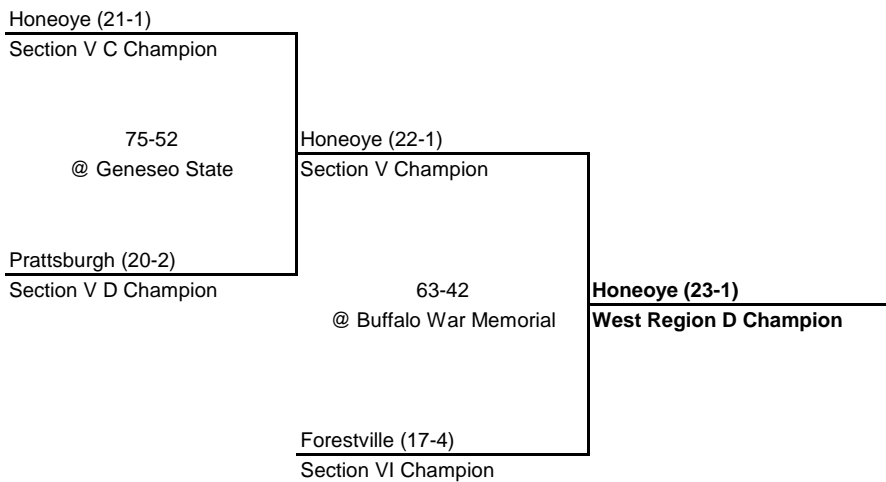 Honeoye (21-1)
Section V C Champion
75-52
@ Geneseo State
Honeoye (22-1)
Section V Champion
Prattsburgh (20-2)
Section V D Champion
63-42
@ Buffalo War Memorial
Honeoye (23-1)
West Region D Champion
Forestville (17-4)
Section VI Champion